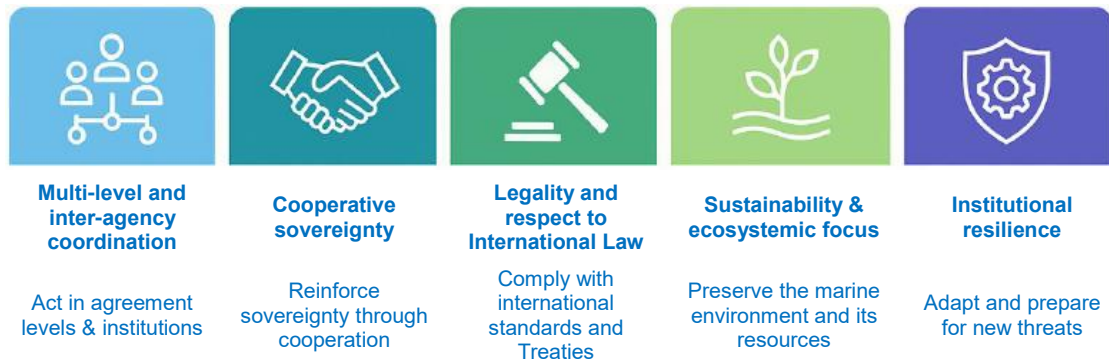 Multi-level and
inter-agency
coordination
Act in agreement
levels & institutions
Cooperative
sovereignty
Reinforce
sovereignty through
cooperation
Legality and
respect to
International Law
Comply with
international
standards and
Treaties
Sustainability &
ecosystemic focus
Preserve the marine
environment and its
resources
Institutional
resilience
Adapt and prepare
for new threats